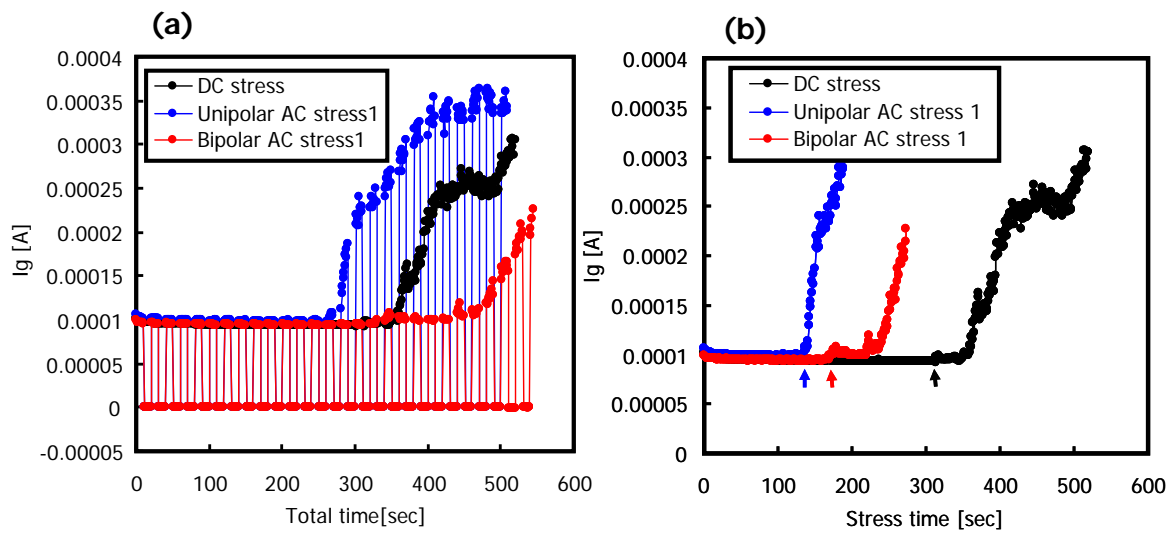 (a)
0.0004
0.00035
0.0003
0.00025
0.0002
0.00015
0.0001
0.00005
0
-0.00005
Ig [A]
DC stress
Unipolar AC stress1
Bipolar AC stress1
0 100 200 300 400 500 600
Total time[sec]
(b)
0.0004
0.00035
0.0003
0.00025
0.0002
0.00015
0.0001
0.00005
0
Ig [A]
DC stress
Unipolar AC stress 1
Bipolar AC stress 1
0 100 200 300 400 500 600
Stress time [sec]